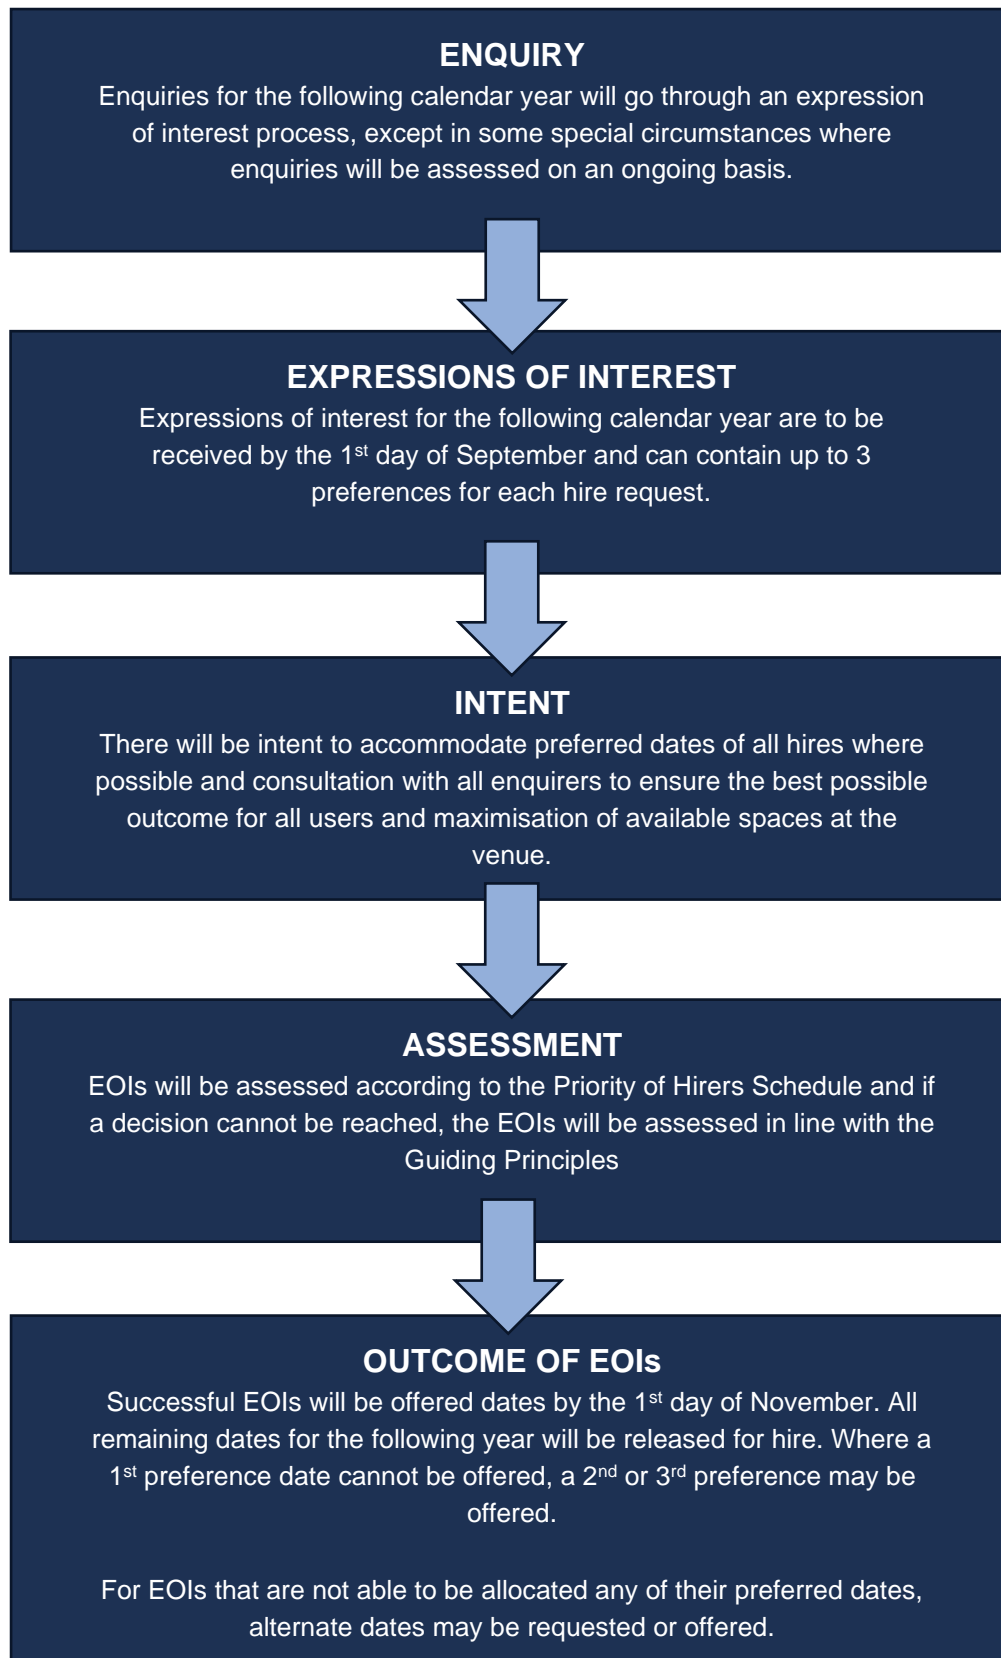 ENQUIRY
Enquiries for the following calendar year will go through an expression
of interest process, except in some special circumstances where
enquiries will be assessed on an ongoing basis.
EXPRESSIONS OF INTEREST
Expressions of interest for the following calendar year are to be
received by the 1st day of September and can contain up to 3
preferences for each hire request.
INTENT
There will be intent to accommodate preferred dates of all hires where
possible and consultation with all enquirers to ensure the best possible
outcome for all users and maximisation of available spaces at the
venue.
ASSESSMENT
EOIs will be assessed according to the Priority of Hirers Schedule and if
a decision cannot be reached, the EOIs will be assessed in line with the
Guiding Principles
OUTCOME OF EOIs
Successful EOIs will be offered dates by the 1st day of November. All
remaining dates for the following year will be released for hire. Where a
1st preference date cannot be offered, a 2nd or 3rd preference may be
offered.
For EOIs that are not able to be allocated any of their preferred dates,
alternate dates may be requested or offered.